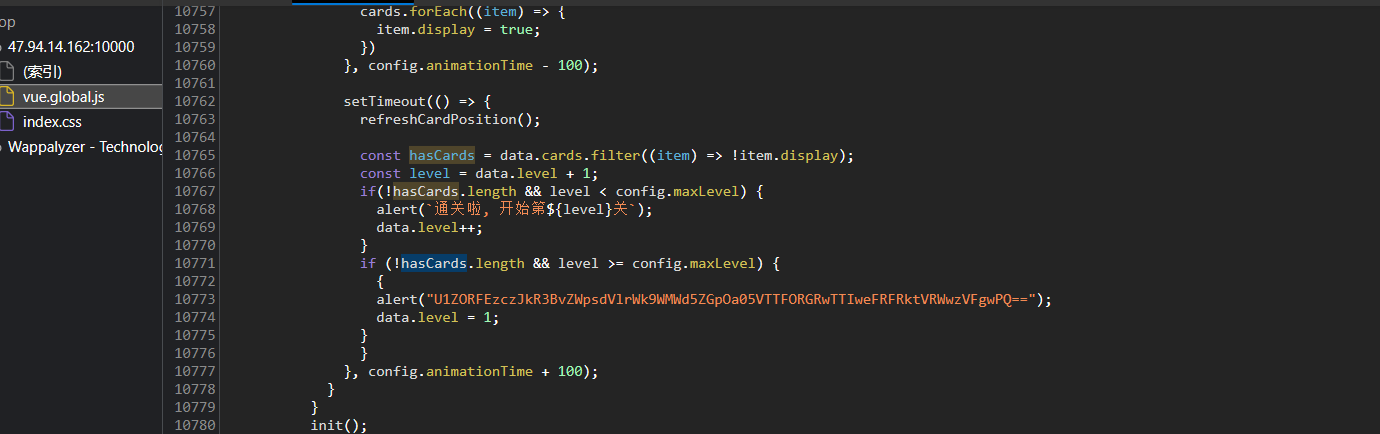 op
47.94.14.162:10000
(索引)
vue.global.js
index.css
Wappalyzer - Technolog
10757 cards.forEach((item) => {
10758 item.display = true;
10759 })
10760 }, config.animationTime - 100);
10761
10762 setTimeout(() => {
10763 refreshCardPosition();
10764
10765 const hasCards = data.cards.filter((item) => !item.display);
10766 const level = data.level + 1;
10767 if(!hasCards.length && level < config.maxLevel) {
10768 alert(`通关啦, 开始第${level}关`);
10769 data.level++;
10770 }
10771 if (!hasCards.length && level >= config.maxLevel) {
10772 {
10773 alert("U1ZORFEzczJkR3BvZWpsdVlrWk9WMWd5ZGpOa05VTTFORGRwTTIweFRFRktVRWwzVFgwPQ==");
10774 data.level = 1;
10775 }
10776 }
10777 }, config.animationTime + 100);
10778 }
10779 }
10780 init();